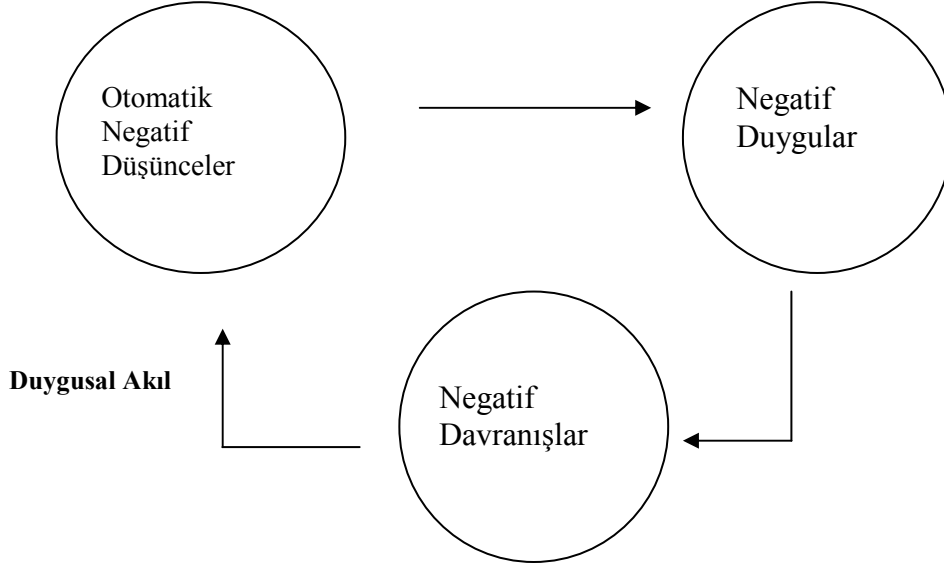 Otomatik
Negatif
Düşünceler
Negatif
Duygular
Duygusal Akıl
Negatif
Davranışlar